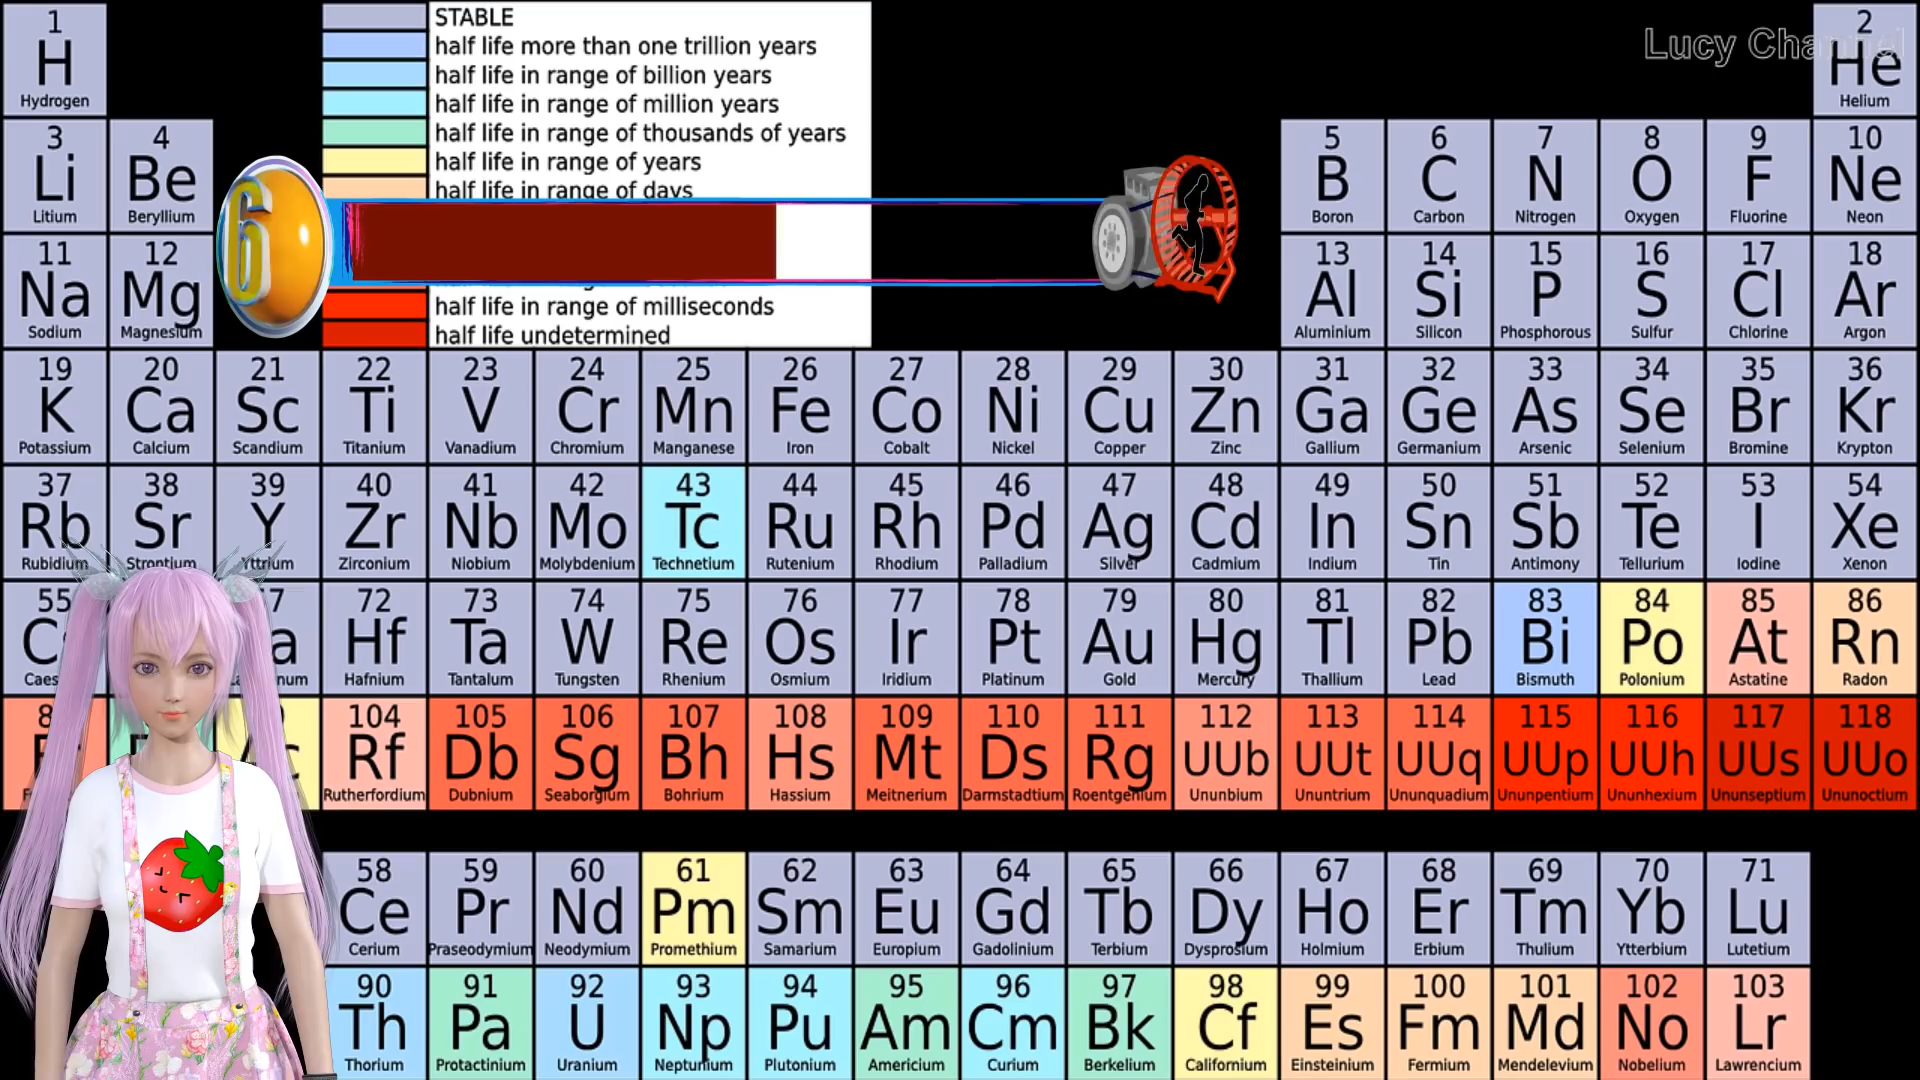 STABLE
half life more than one trillion years
half life in range of billion years
half life in range of million years
half life in range of thousands of years
half life in range of years
half life in range of days
half life in range of milliseconds
half life undetermined
Lucy Channel
6
1 2
H He
Hydrogen Helium
3 4 5 6 7 8 9 10
Li Be B C N O F Ne
Litium Beryllium Boron Carbon Nitrogen Oxygen Fluorine Neon
11 12 13 14 15 16 17 18
Na Mg Al Si P S Cl Ar
Sodium Magnesium Aluminium Silicon Phosphorous Sulfur Chlorine Argon
19 20 21 22 23 24 25 26 27 28 29 30 31 32 33 34 35 36
K Ca Sc Ti V Cr Mn Fe Co Ni Cu Zn Ga Ge As Se Br Kr
Potassium Calcium Scandium Titanium Vanadium Chromium Manganese Iron Cobalt Nickel Copper Zinc Gallium Germanium Arsenic Selenium Bromine Krypton
37 38 39 40 41 42 43 44 45 46 47 48 49 50 51 52 53 54
Rb Sr Y Zr Nb Mo Tc Ru Rh Pd Ag Cd In Sn Sb Te I Xe
Rubidium Strontium Yttrium Zirconium Niobium Molybdenium Technetium Rutenium Rhodium Palladium Silver Cadmium Indium Tin Antimony Tellurium Iodine Xenon
55 72 73 74 75 76 77 78 79 80 81 82 83 84 85 86
Hf Ta W Re Os Ir Pt Au Hg Tl Pb Bi Po At Rn
Hafnium Tantalum Tungsten Rhenium Osmium Iridium Platinum Gold Mercury Thallium Lead Bismuth Polonium Astatine Radon
104 105 106 107 108 109 110 111 112 113 114 115 116 117 118
Rf Db Sg Bh Hs Mt Ds Rg UUb UUt UUq UUp UUh UUs UUo
Rutherfordium Dubnium Seaborgium Bohrium Hassium Meitnerium Darmstadtium Roentgenium Ununbium Ununtrium Ununquadium Ununpentium Ununhexium Ununseptium Ununoctium
58 59 60 61 62 63 64 65 66 67 68 69 70 71
Ce Pr Nd Pm Sm Eu Gd Tb Dy Ho Er Tm Yb Lu
Cerium Praseodymium Neodymium Promethium Samarium Europium Gadolinium Terbium Dysprosium Holmium Erbium Thulium Ytterbium Lutetium
90 91 92 93 94 95 96 97 98 99 100 101 102 103
Th Pa U Np Pu Am Cm Bk Cf Es Fm Md No Lr
Thorium Protactinium Uranium Neptunium Plutonium Americium Curium Berkelium Californium Einsteinium Fermium Mendelevium Nobelium Lawrencium